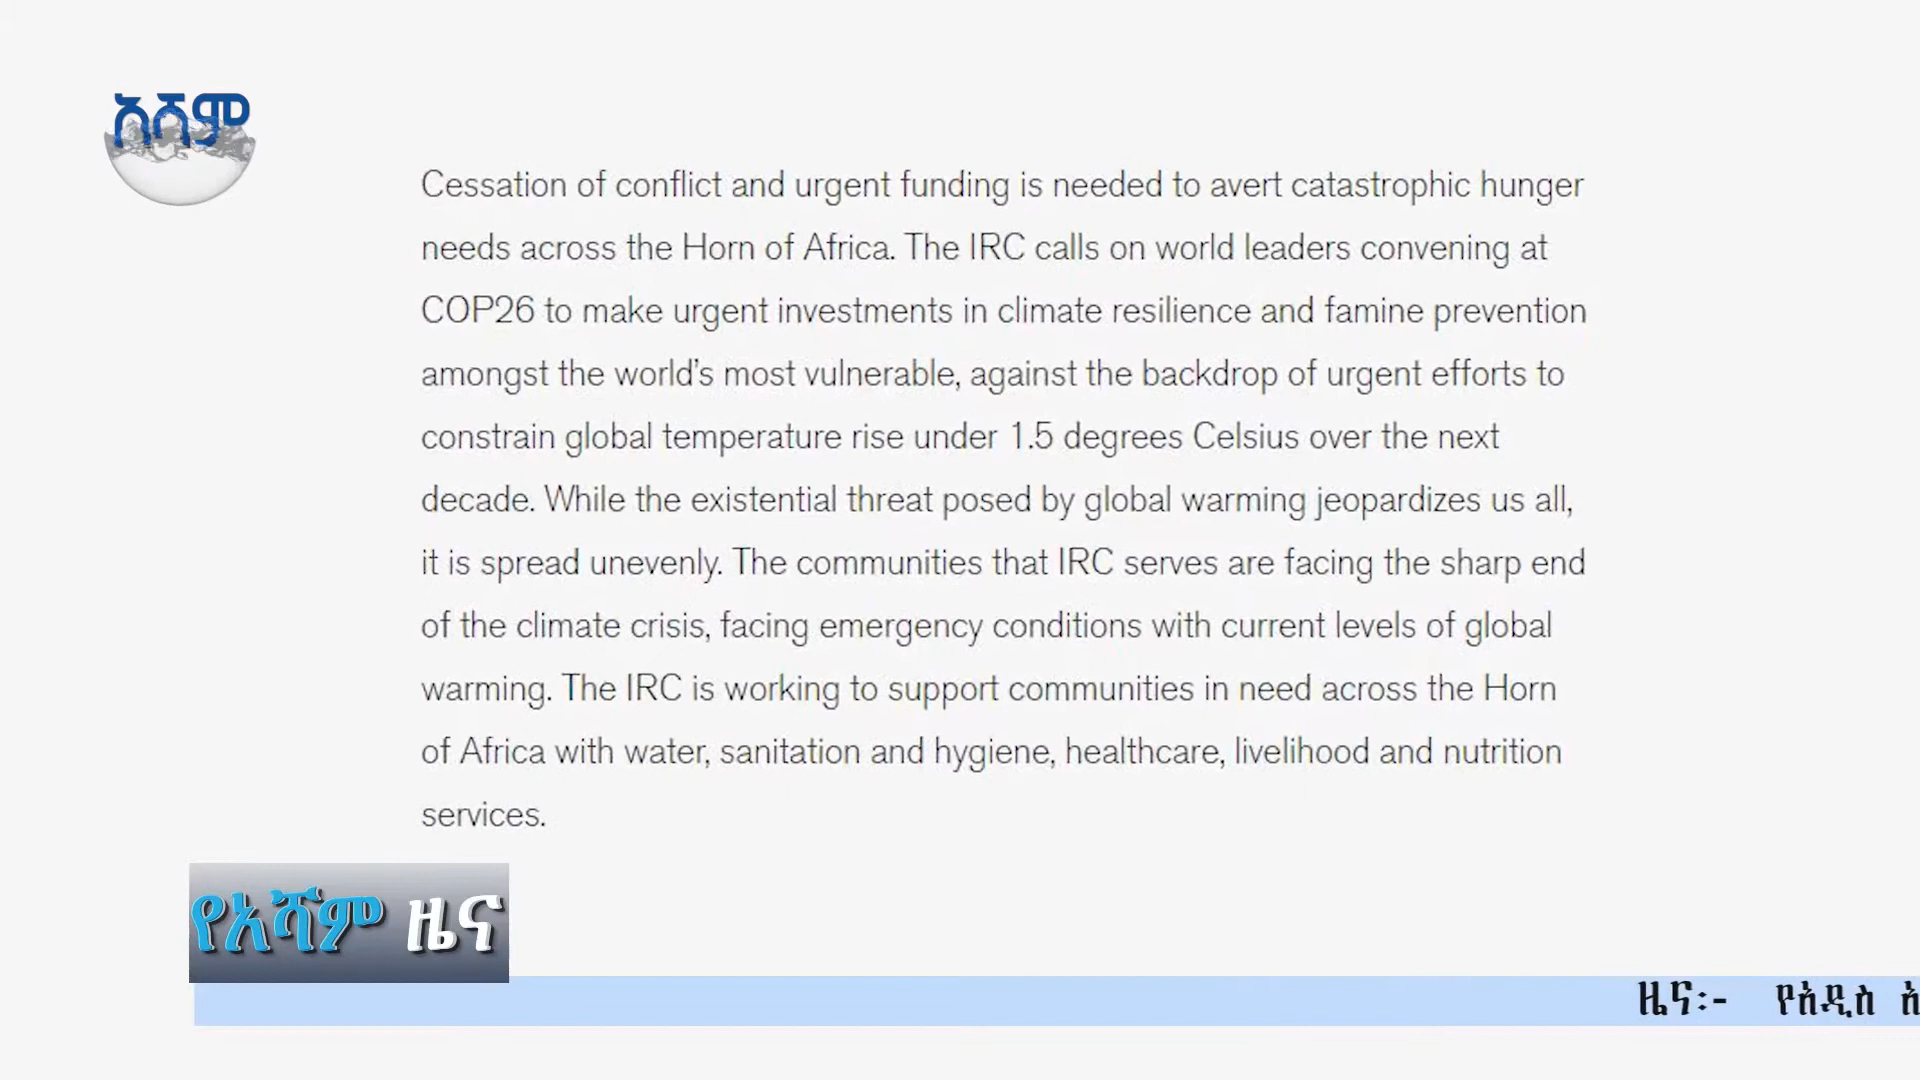 አሻም
Cessation of conflict and urgent funding is needed to avert catastrophic hunger
needs across the Horn of Africa. The IRC calls on world leaders convening at
COP26 to make urgent investments in climate resilience and famine prevention
amongst the world's most vulnerable, against the backdrop of urgent efforts to
constrain global temperature rise under 1.5 degrees Celsius over the next
decade. While the existential threat posed by global warming jeopardizes us all,
it is spread unevenly. The communities that IRC serves are facing the sharp end
of the climate crisis, facing emergency conditions with current levels of global
warming. The IRC is working to support communities in need across the Horn
of Africa with water, sanitation and hygiene, healthcare, livelihood and nutrition
services.
የአሻም ዜና
ዜና፡- የአዲስ